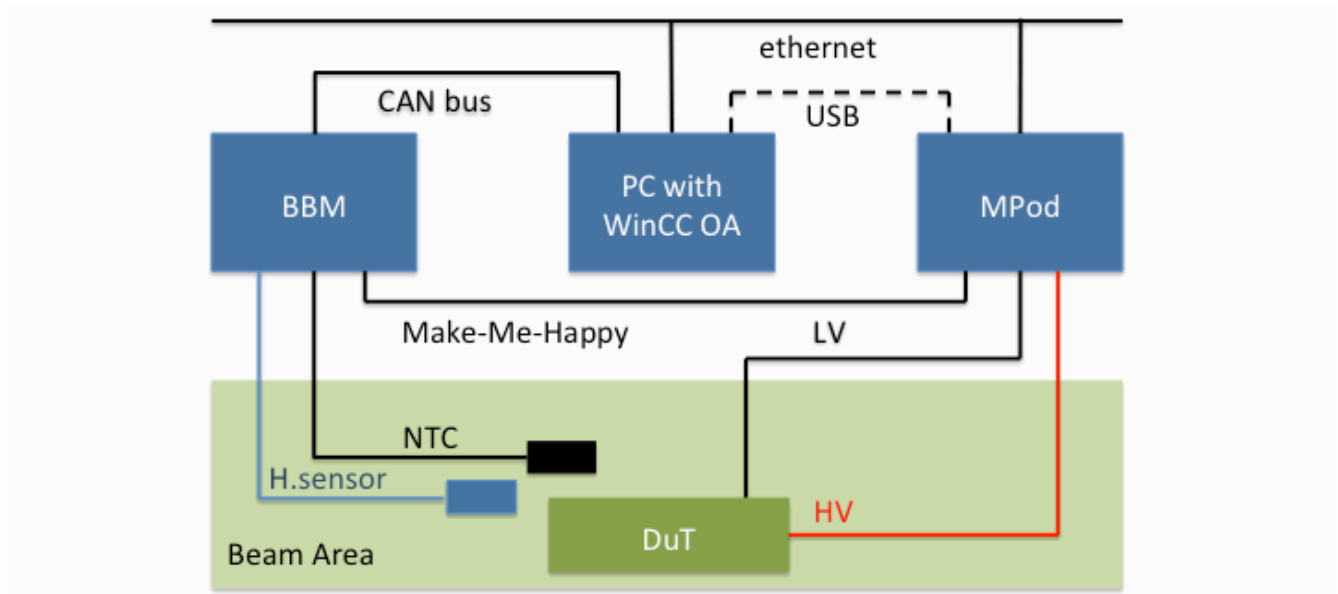 ethernet
CAN bus
USB
BBM
PC with
WinCC OA
MPod
Make-Me-Happy
LV
NTC
H.sensor
HV
DuT
Beam Area